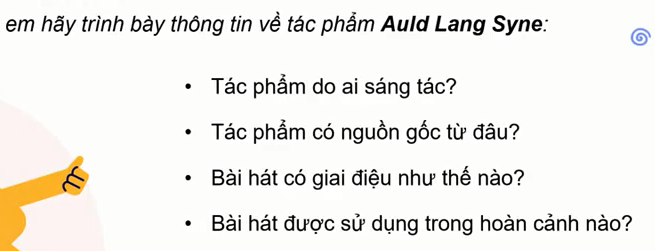 em hãy trình bày thông tin về tác phẩm Auld Lang Syne:
• Tác phẩm do ai sáng tác?
• Tác phẩm có nguồn gốc từ đâu?
• Bài hát có giai điệu như thế nào?
• Bài hát được sử dụng trong hoàn cảnh nào?